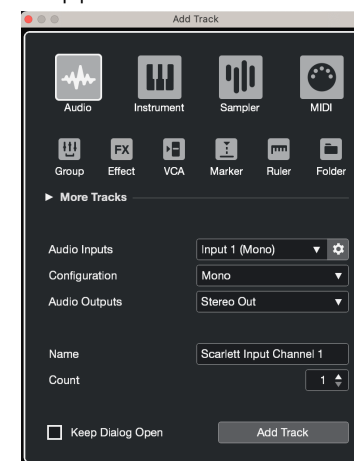 Add Track
Audio Instrument Sampler MIDI
FX
Group Effect VCA Marker Ruler Folder
▶ More Tracks
Audio Inputs Input 1 (Mono)
Configuration Mono
Audio Outputs Stereo Out
Name Scarlett Input Channel 1
Count 1
Keep Dialog Open Add Track